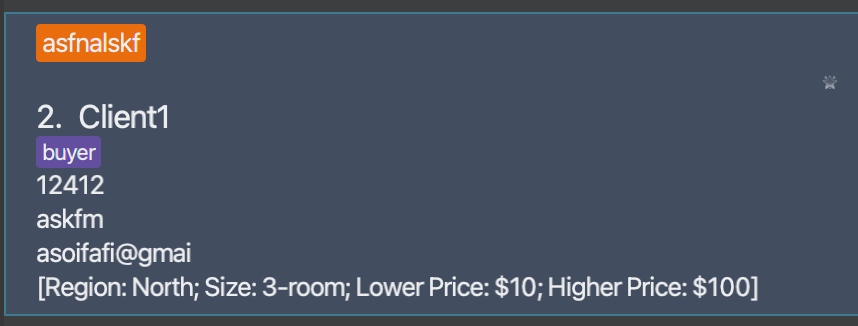 asfnalskf
2. Client1
buyer
12412
askfm
asoifafi@gmai
[Region: North; Size: 3-room; Lower Price: $10; Higher Price: $100]